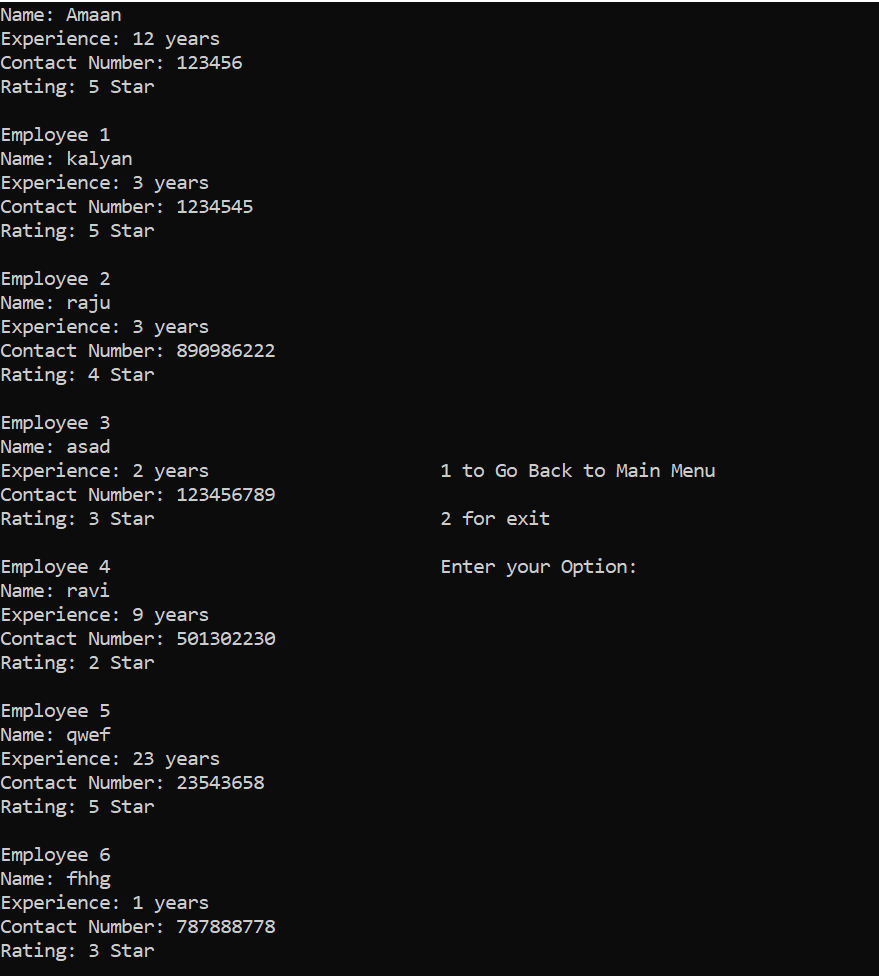 Name: Amaan
Experience: 12 years
Contact Number: 123456
Rating: 5 Star
Employee 1
Name: kalyan
Experience: 3 years
Contact Number: 1234545
Rating: 5 Star
Employee 2
Name: raju
Experience: 3 years
Contact Number: 890986222
Rating: 4 Star
Employee 3
Name: asad
Experience: 2 years
Contact Number: 123456789
Rating: 3 Star
Employee 4
Name: ravi
Experience: 9 years
Contact Number: 501302230
Rating: 2 Star
Employee 5
Name: qwef
Experience: 23 years
Contact Number: 23543658
Rating: 5 Star
Employee 6
Name: fhhg
Experience: 1 years
Contact Number: 787888778
Rating: 3 Star
1 to Go Back to Main Menu
2 for exit
Enter your Option: